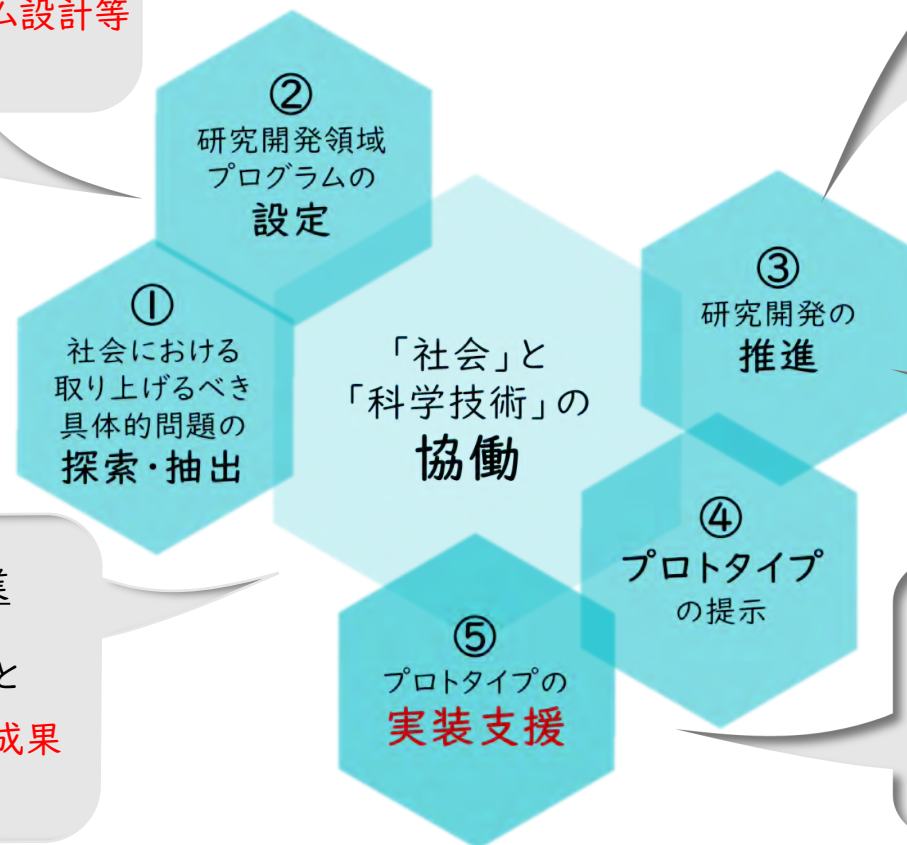 ム設計等
②
研究開発領域
プログラムの
設定
①
社会における
取り上げるべき
具体的問題の
探索・抽出
「社会」と
「科学技術」の
協働
③
研究開発の
推進
④
プロトタイプ
の提示
⑤
プロトタイプの
実装支援
と
成果